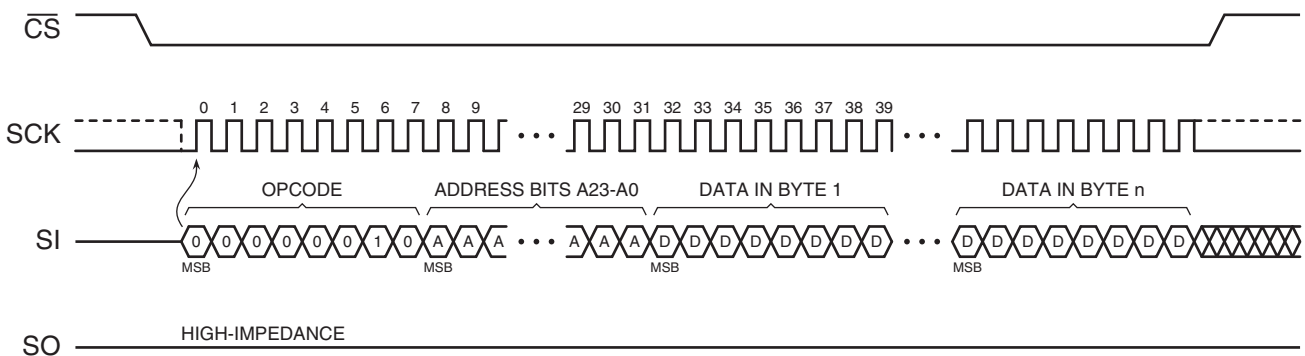 CS
0 1 2 3 4 5 6 7 8 9 29 30 31 32 33 34 35 36 37 38 39
SCK
OPCODE ADDRESS BITS A23-A0 DATA IN BYTE 1 DATA IN BYTE n
SI 0 0 0 0 0 0 1 0 A A A A A A D D D D D D D D D D D D D D D D
MSB MSB MSB MSB
HIGH-IMPEDANCE
SO